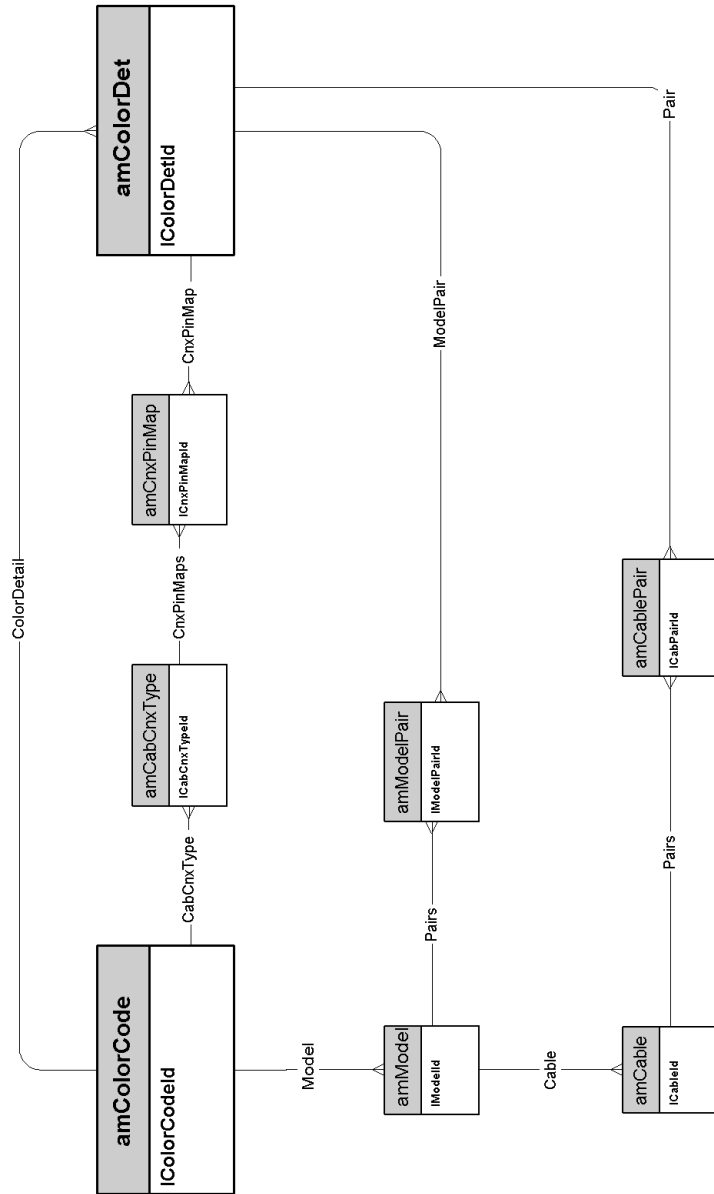 ColorDetail
amColorCode
lColorCodeId
CabCnxType
amCabCnxType
lCabCnxTypeId
CnxPinMaps
amCnxPinMap
lCnxPinMapId
CnxPinMap
amColorDet
lColorDetId
Model
amModel
lModelId
Pairs
amModelPair
lModelPairId
ModelPair
Cable
amCable
lCableId
Pairs
amCablePair
lCabPairId
Pair